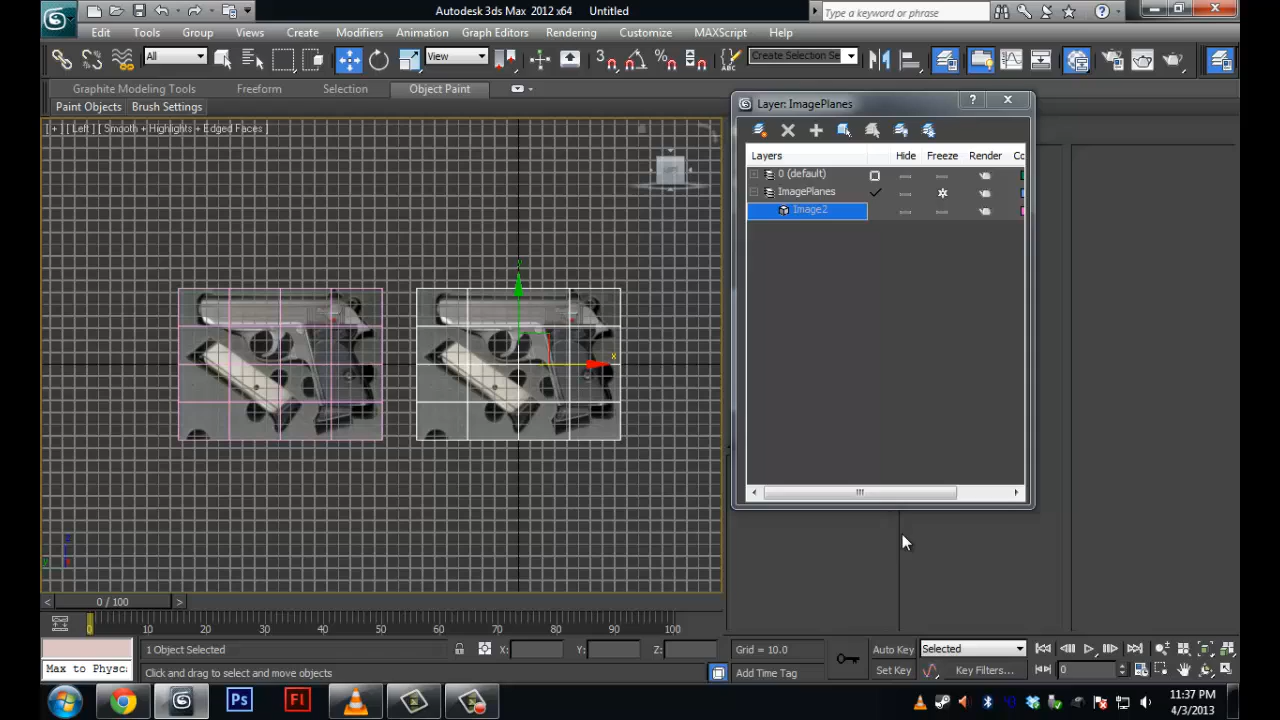 Autodesk 3ds Max 2012 x64 Untitled
Type a keyword or phrase
Edit Tools Group Views Create Modifiers Animation Graph Editors Rendering Customize MAXScript Help
All
View
Create Selection Se
Graphite Modeling Tools Freeform Selection Object Paint
Paint Objects Brush Settings
[ + ] [ Left ] [ Smooth + Highlights + Edged Faces ]
Layer: ImagePlanes
Layers Hide Freeze Render Co
0 (default)
ImagePlanes
Image2
y
x
z
y
< 0 / 100 >
0 10 20 30 40 50 60 70 80 90 100
Max to Physc:
1 Object Selected
X: Y: Z:
Grid = 10.0
Click and drag to select and move objects
Add Time Tag
Auto Key Selected
Set Key Key Filters...
0
Ps
Fl
11:37 PM
4/3/2013